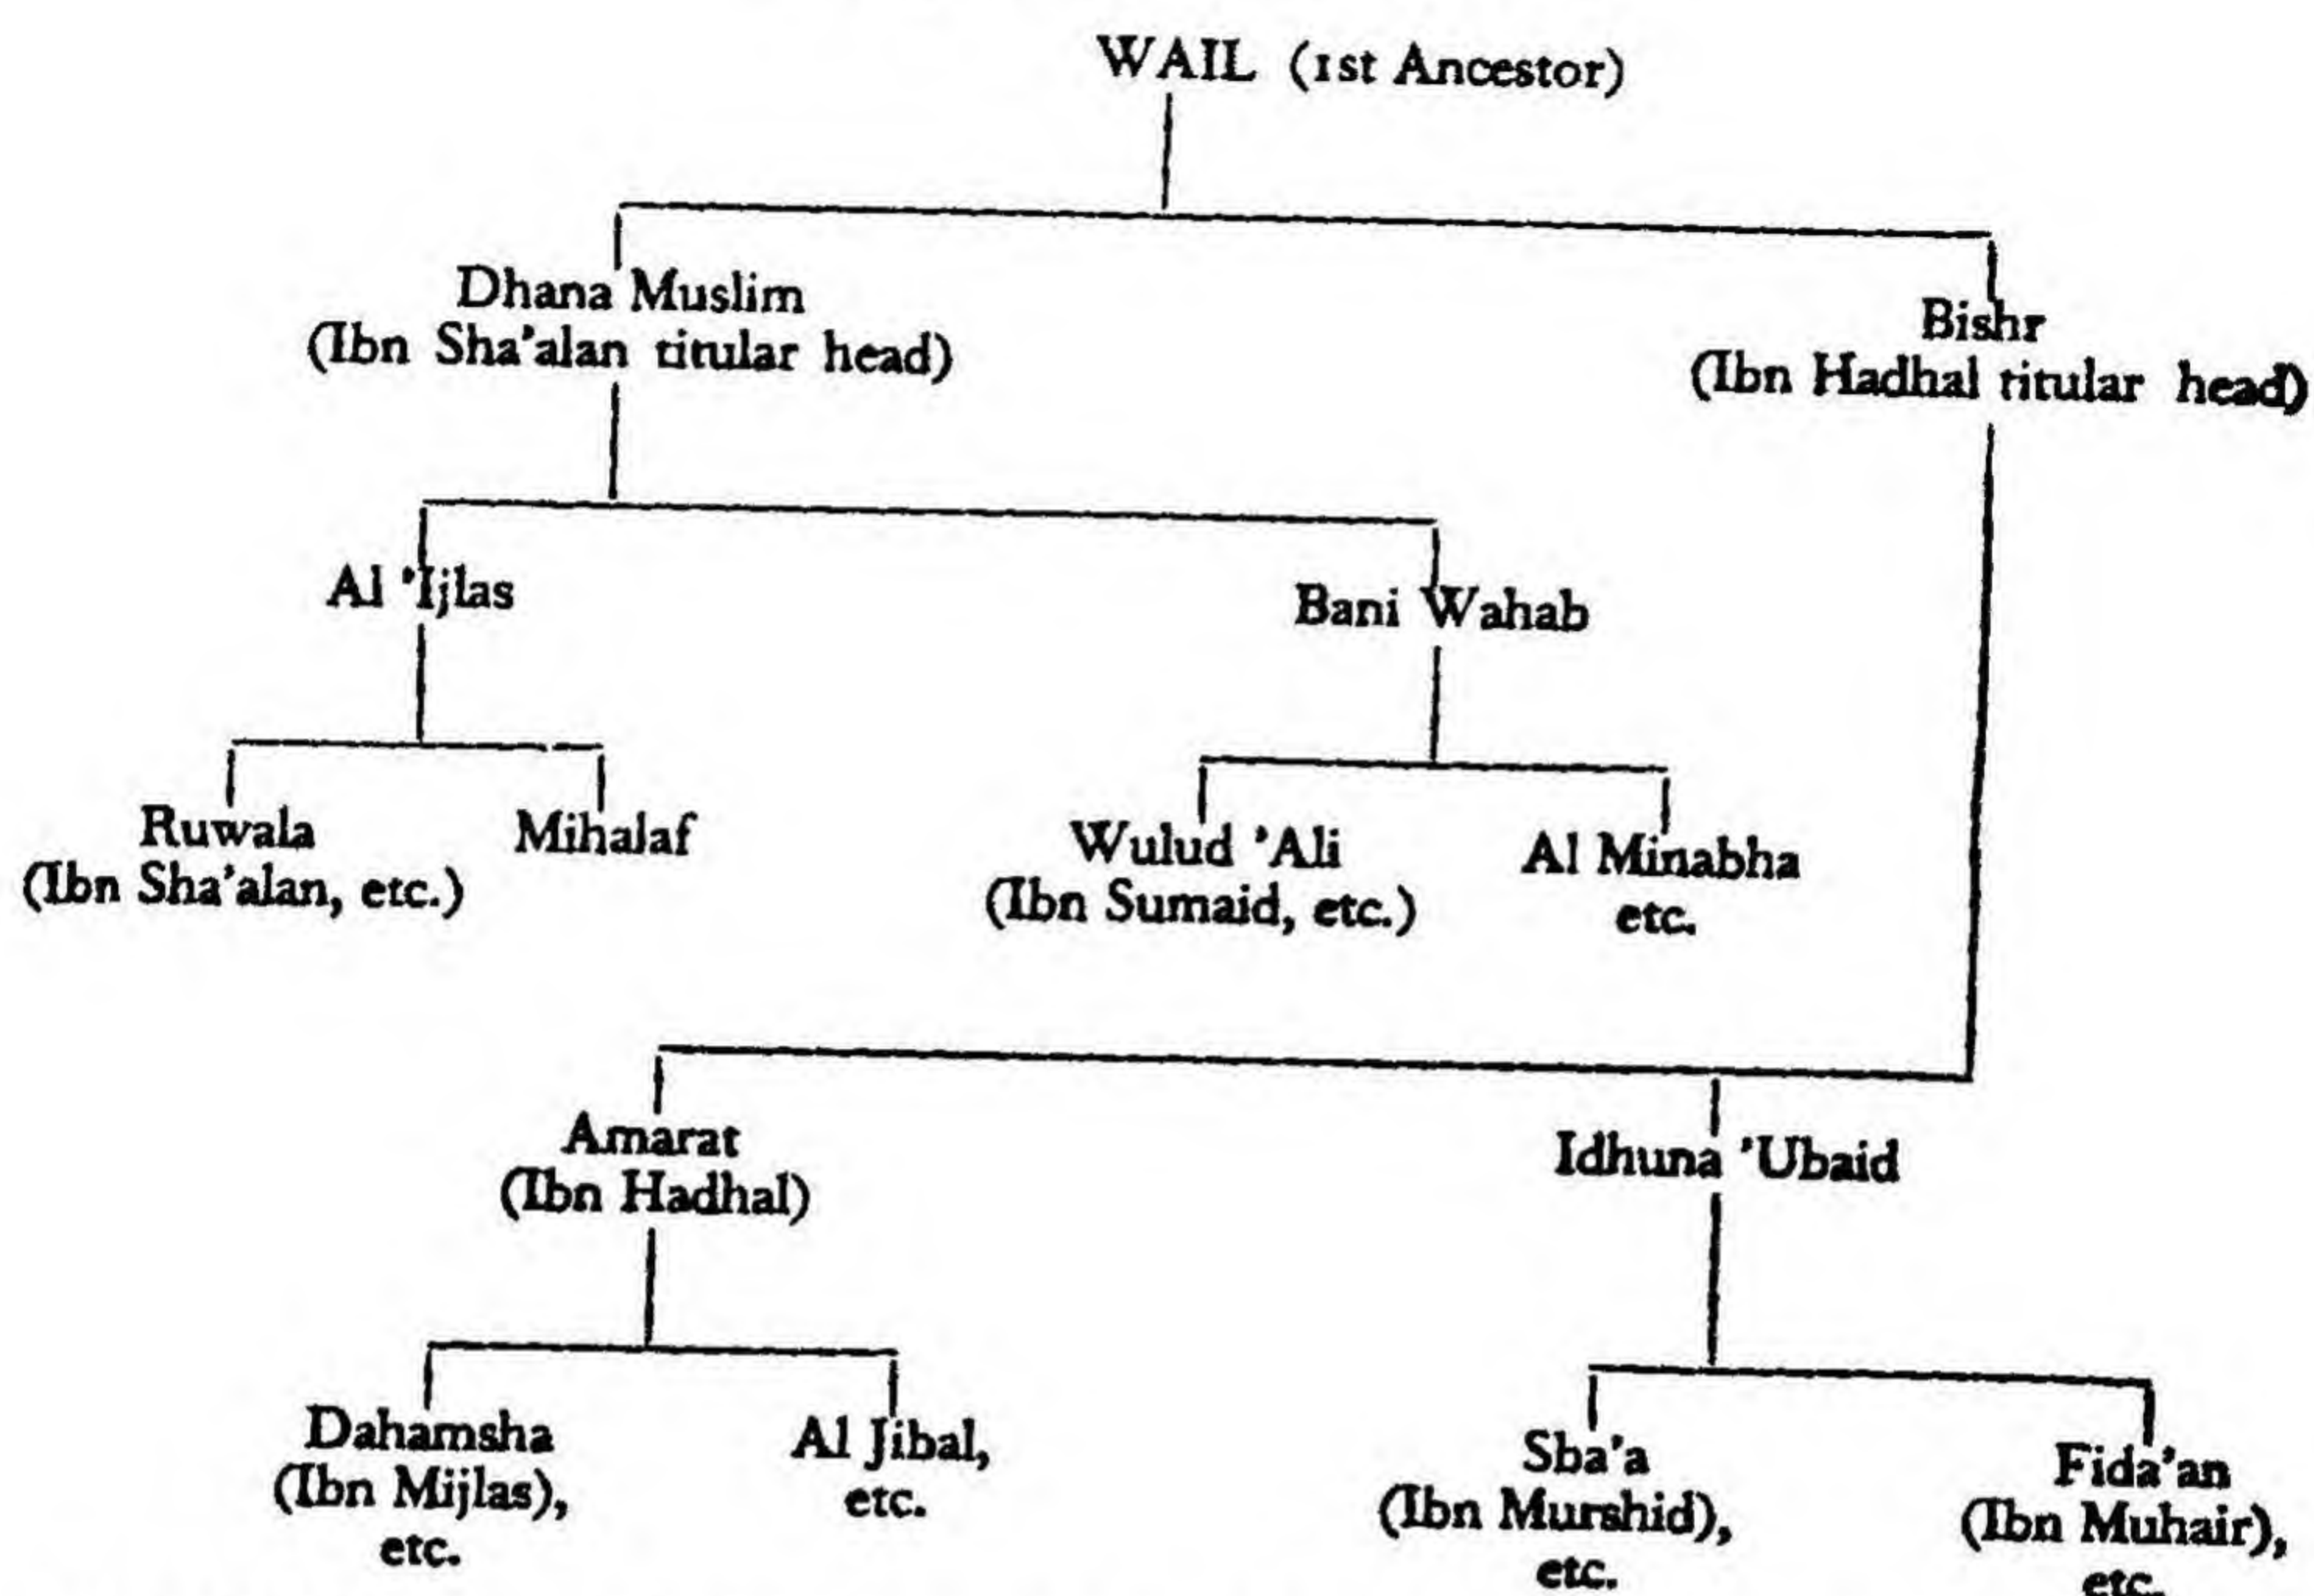 WAIL (1st Ancestor)
Dhana Muslim
(Ibn Sha'alan titular head)
Bishr
(Ibn Hadhal titular head)
Al 'Ijlas
Bani Wahab
Ruwala
(Ibn Sha'alan, etc.)
Mihalaf
Wulud 'Ali
(Ibn Sumaid, etc.)
Al Minabha
etc.
Amarat
(Ibn Hadhal)
Idhuna 'Ubaid
Dahamsha
(Ibn Mijlas),
etc.
Al Jibal,
etc.
Sba'a
(Ibn Murshid),
etc.
Fida'an
(Ibn Muhair),
etc.